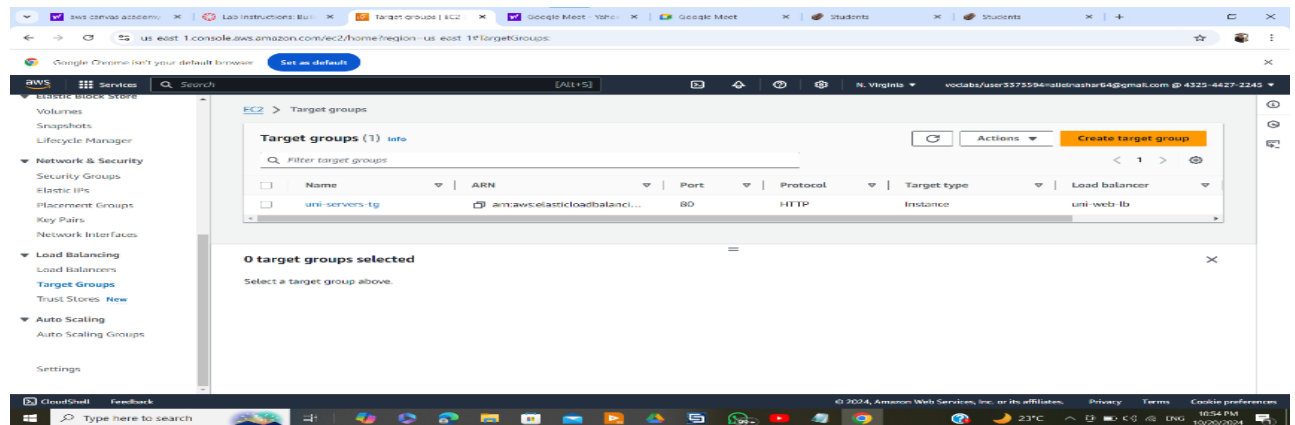 aws canvas academy
Lab Instructions: Buil
Target groups | EC2
Google Meet - Yahoo
Google Meet
Students
Students
us-east-1.console.aws.amazon.com/ec2/home?region=us-east-1#TargetGroups:
Google Chrome isn't your default browser
Set as default
aws
Services
Search
[Alt+S]
N. Virginia
@ 4325-4427-2245
Elastic Block Store
Volumes
Snapshots
Lifecycle Manager
Network & Security
Security Groups
Elastic IPs
Placement Groups
Key Pairs
Network Interfaces
Load Balancing
Load Balancers
Target Groups
Trust Stores New
Auto Scaling
Auto Scaling Groups
Settings
EC2 > Target groups
Target groups (1) Info
Actions
Create target group
Filter target groups
1
Name ARN Port Protocol Target type Load balancer
uni-servers-tg arn:aws:elasticloadbalanci... 80 HTTP Instance uni-web-lb
0 target groups selected
Select a target group above.
CloudShell Feedback
© 2024, Amazon Web Services, Inc. or its affiliates. Privacy Terms Cookie preferences
Type here to search
99+
23°C
ENG
10:54 PM
10/20/2024